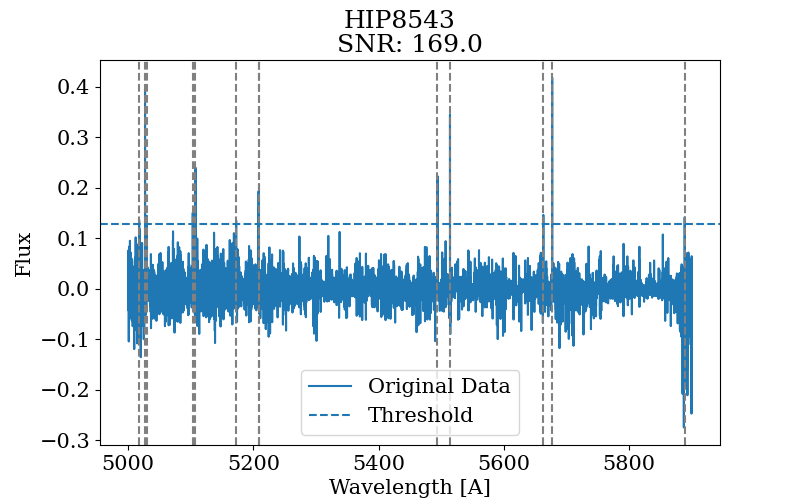 HIP8543
SNR: 169.0
0.4
0.3
0.2
0.1
0.0
−0.1
−0.2
−0.3
Flux
Original Data
Threshold
5000 5200 5400 5600 5800
Wavelength [A]